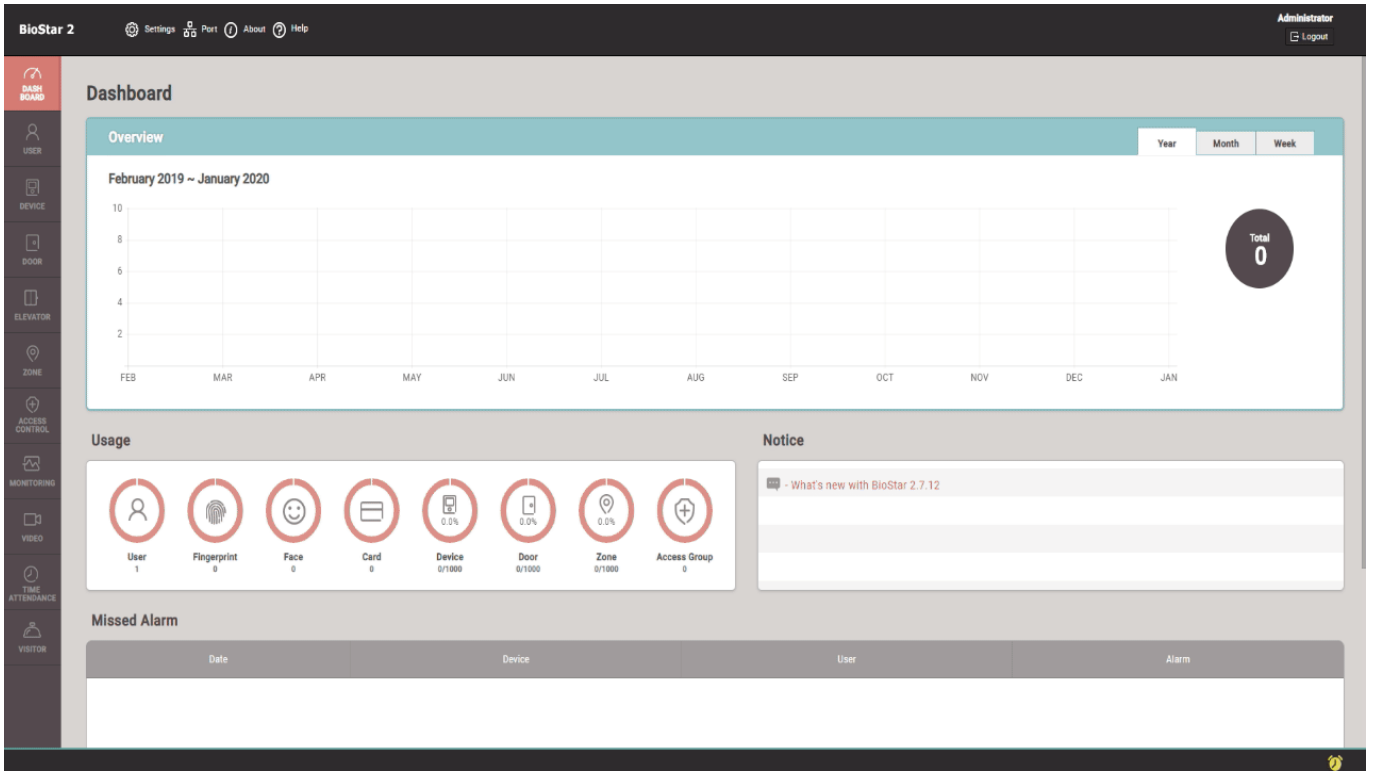 BioStar 2
Settings
Port
About
Help
Administrator
Logout
DASH
BOARD
USER
DEVICE
DOOR
ELEVATOR
ZONE
ACCESS
CONTROL
MONITORING
VIDEO
TIME
ATTENDANCE
VISITOR
Dashboard
Overview
Year Month Week
February 2019 ~ January 2020
10
8
6
4
2
FEB MAR APR MAY JUN JUL AUG SEP OCT NOV DEC JAN
Total
0
Usage
0.0% 0.0% 0.0%
User Fingerprint Face Card Device Door Zone Access Group
1 0 0 0 0/1000 0/1000 0/1000 0
Notice
- What's new with BioStar 2.7.12
Missed Alarm
Date Device User Alarm